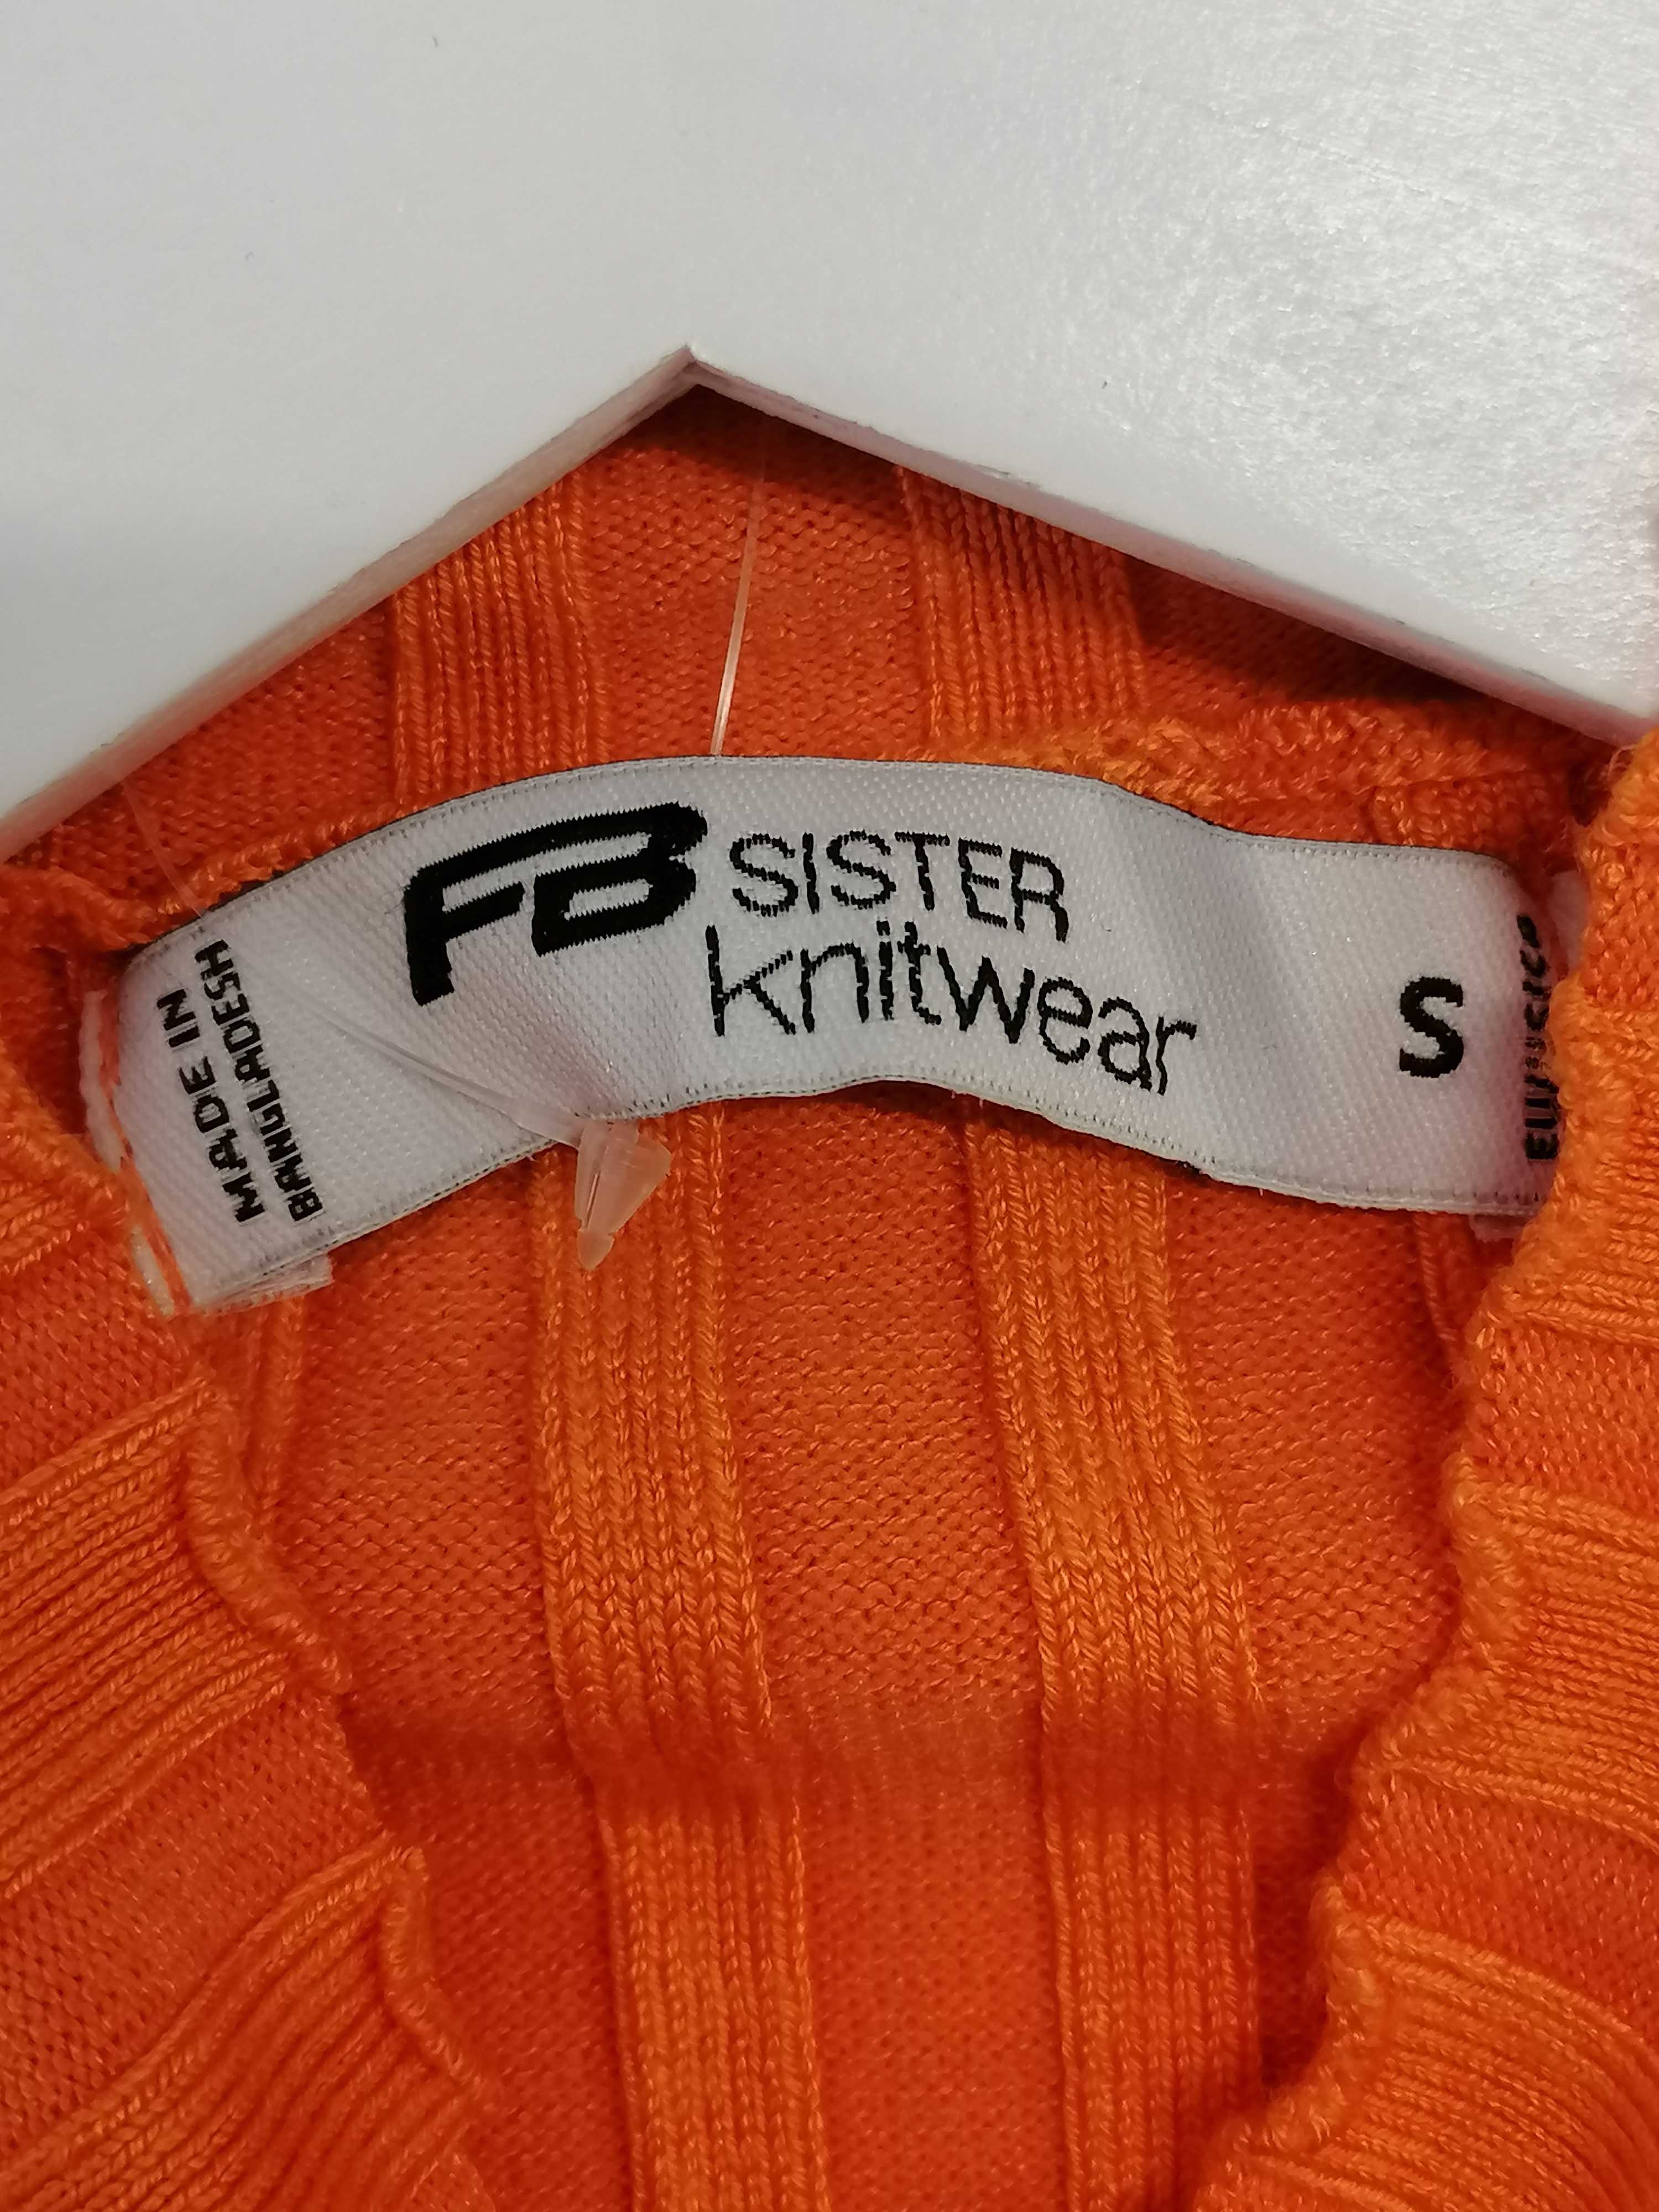 MADE IN
BANGLADESH
FB SISTER
knitwear
S